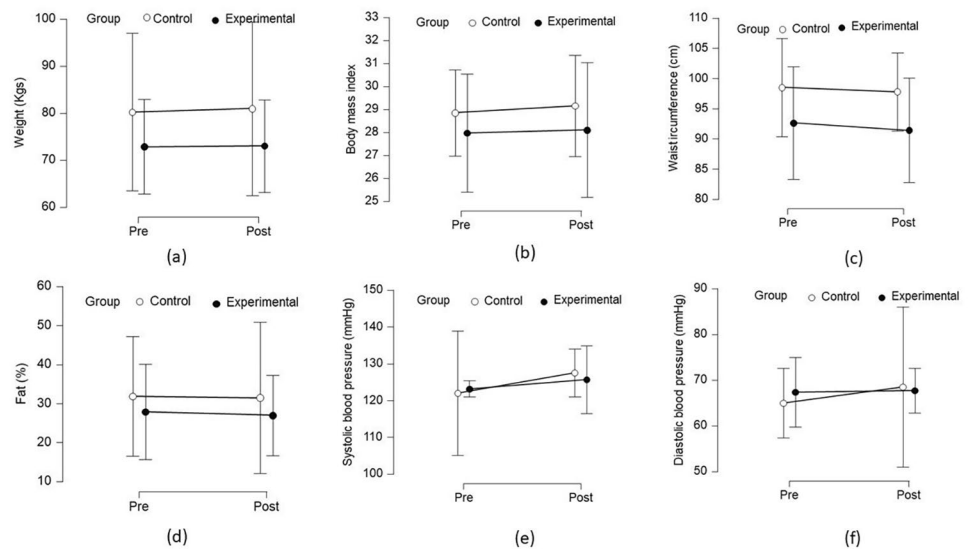 Group Control Experimental
Weight (Kgs)
100
90
80
70
60
Pre Post
(a)
Group Control Experimental
Body mass index
33
32
31
30
29
28
27
26
25
Pre Post
(b)
Group Control Experimental
Waist ircumference (cm)
110
105
100
95
90
85
80
Pre Post
(c)
Group Control Experimental
Fat (%)
60
50
40
30
20
10
Pre Post
(d)
Group Control Experimental
Systolic blood pressure (mmHg)
150
140
130
120
110
100
Pre Post
(e)
Group Control Experimental
Diastolic blood pressure (mmHg)
90
80
70
60
50
Pre Post
(f)